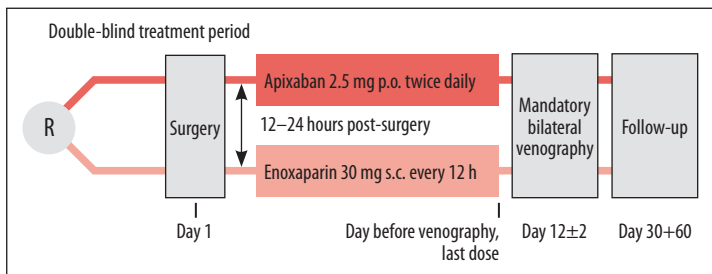 Double-blind treatment period
Apixaban 2.5 mg p.o. twice daily
R
Surgery
12–24 hours post-surgery
Mandatory
bilateral
venography
Follow-up
Enoxaparin 30 mg s.c. every 12 h
Day 1
Day before venography,
last dose
Day 12±2
Day 30+60